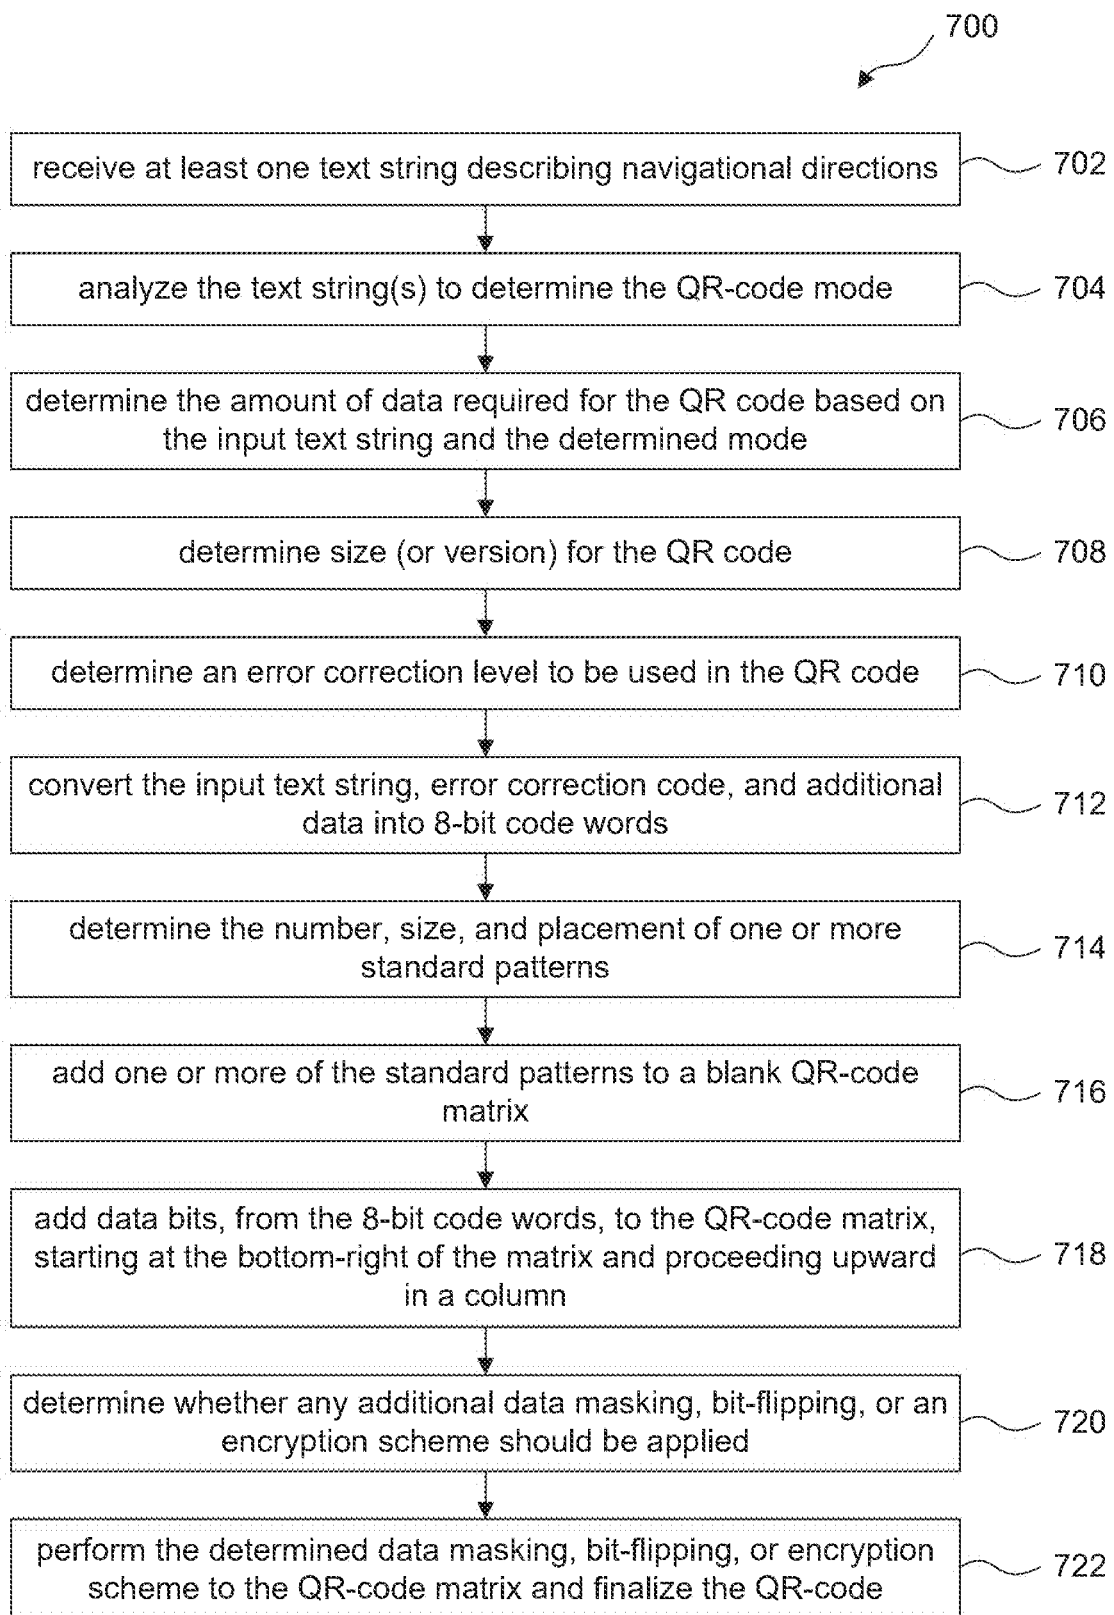 700
receive at least one text string describing navigational directions
702
analyze the text string(s) to determine the QR-code mode
704
determine the amount of data required for the QR code based on
the input text string and the determined mode
706
determine size (or version) for the QR code
708
determine an error correction level to be used in the QR code
710
convert the input text string, error correction code, and additional
data into 8-bit code words
712
determine the number, size, and placement of one or more
standard patterns
714
add one or more of the standard patterns to a blank QR-code
matrix
716
add data bits, from the 8-bit code words, to the QR-code matrix,
starting at the bottom-right of the matrix and proceeding upward
in a column
718
determine whether any additional data masking, bit-flipping, or an
encryption scheme should be applied
720
perform the determined data masking, bit-flipping, or encryption
scheme to the QR-code matrix and finalize the QR-code
722